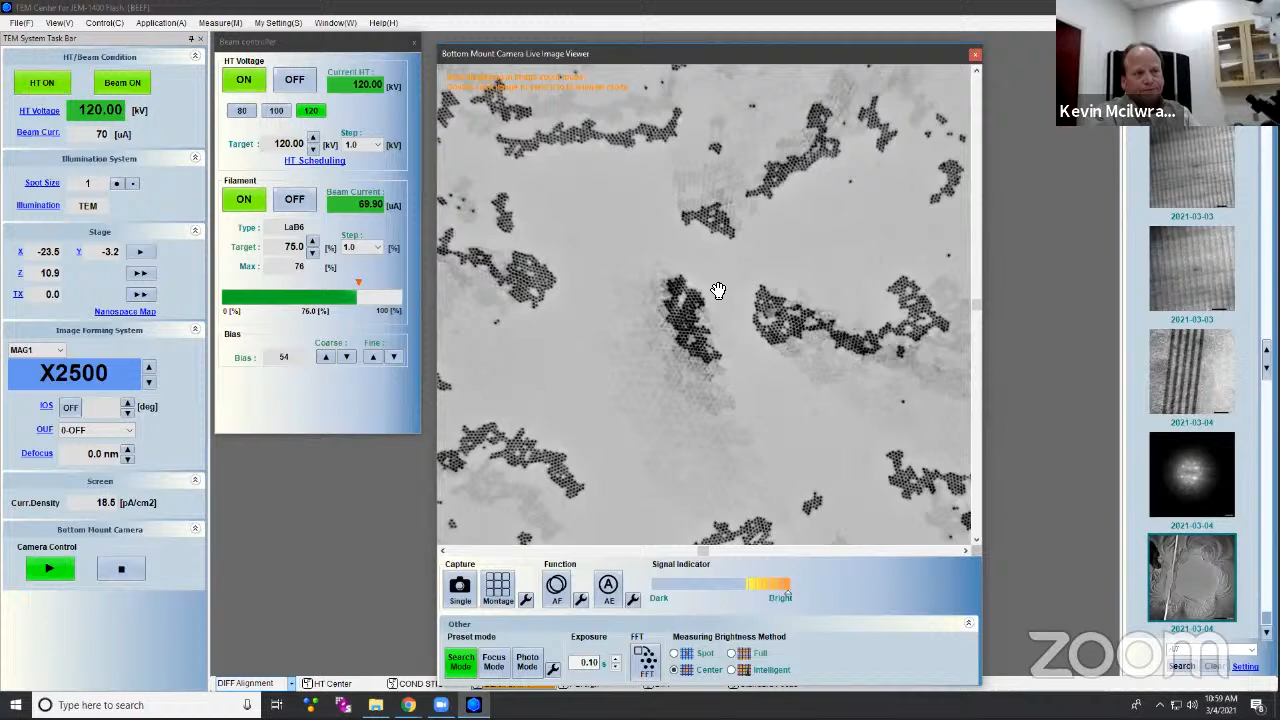 TEM Center for JEM-1400 Flash (BEEF)
File(F) View(V) Condition(D) Measure(R) My Setting(S) Window(W) Help(H)
TEM System Task Bar
HT/Beam Condition
HT ON Beam ON
HT Voltage 120.00 [kV]
Beam Curr. 70 [uA]
Illumination System
Spot Size 1
Illumination TEM
Stage
X -23.5 Y -3.2
Z 10.9
TX 0.0
Nanospace Map
Image Forming System
MAG1
X2500
IOS OFF [deg]
OUF 0-OFF
Defocus 0.0 nm
Screen
Curr.Density 18.5 [pA/cm2]
Bottom Mount Camera
Camera Control
Beam controller
HT Voltage
ON OFF Current HT: 120.00 [kV]
80 100 120
Step:
Target: 120.00 [kV] 1.0 [kV]
HT Scheduling
Filament
ON OFF Beam Current : 69.90 [uA]
Type : LaB6
Step:
Target : 75.0 [%] 1.0 [%]
Max : 76 [%]
0 [%] 75.0 [%] 100 [%]
Bias
Coarse : Fine :
Bias : 54
Bottom Mount Camera Live Image Viewer
Capture Function Signal Indicator
Single Montage AF AE
Dark Bright
Other
Preset mode Exposure FFT Measuring Brightness Method
Search Mode Focus Mode Photo Mode 0.10 s FFT
Spot Full
Center Intelligent
Kevin Mcilwra...
2021-03-03
2021-03-03
2021-03-04
2021-03-04
2021-03-04
Search Clear Setting
zoom
DIFF Alignment HT Center COND STIG
Type here to search
10:59 AM
3/4/2021
8